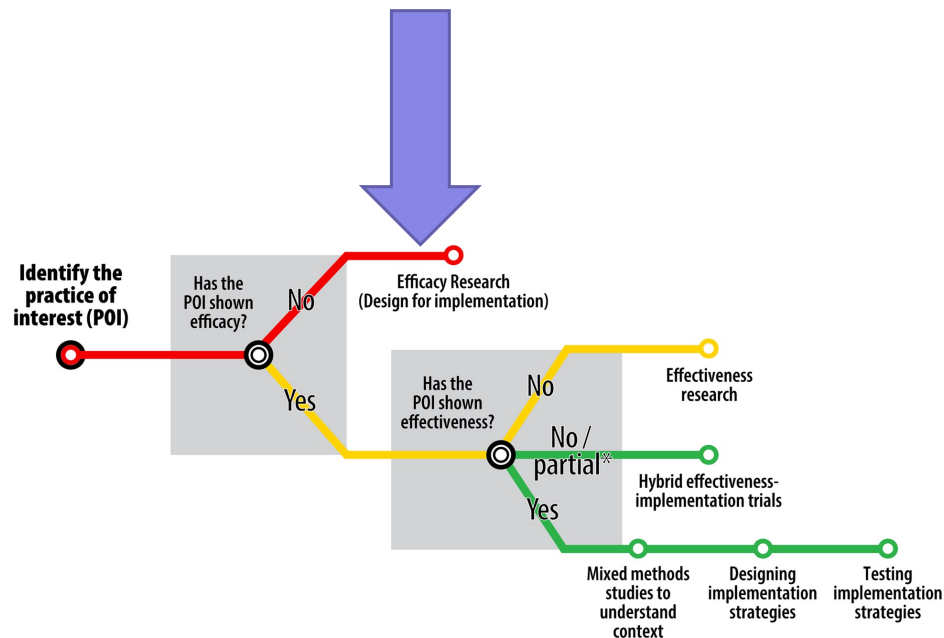 Identify the
practice of
interest (POI)
Has the
POI shown
efficacy?
No
Yes
Efficacy Research
(Design for implementation)
Has the
POI shown
effectiveness?
No
No /
partial*
Yes
Effectiveness
research
Hybrid effectiveness-
implementation trials
Mixed methods
studies to
understand
context
Designing
implementation
strategies
Testing
implementation
strategies